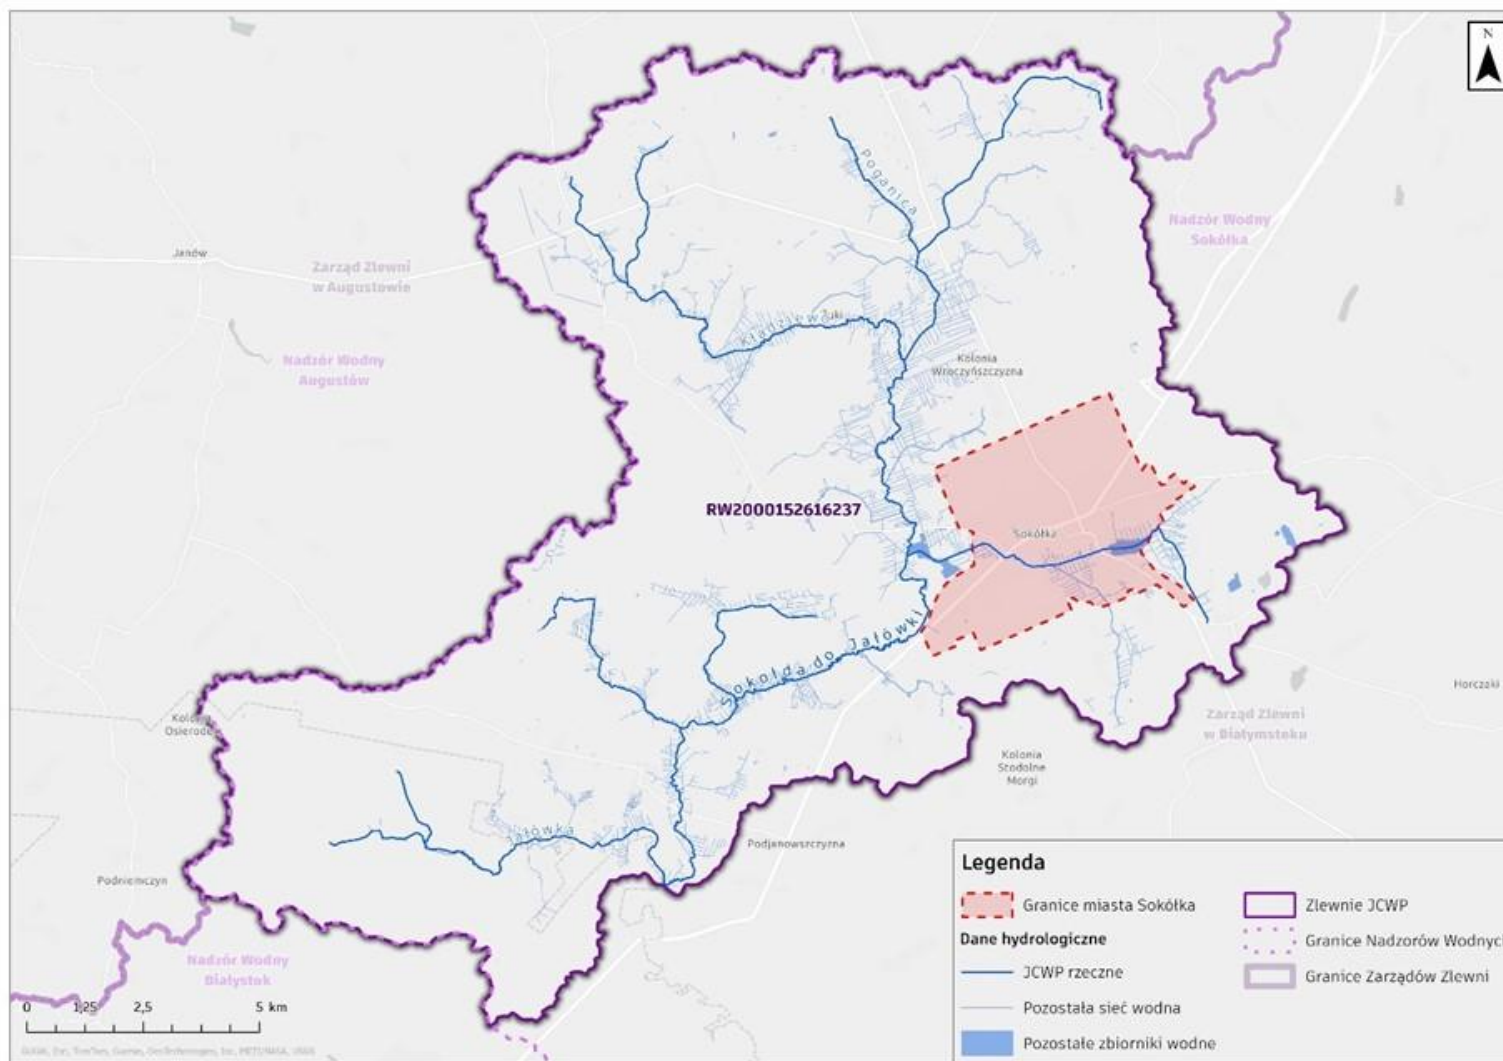 N
Poganica
Nadzór Wodny
Sokółka
Janów
Zarząd Zlewni
w Augustowie
Żuki
Nadzór Wodny
Augustów
Kolonia
Wroczyńszczyzna
RW2000152616237
Sokółka
Sokołda do Jałówki
Kolonia
Horczaki
Zarząd Zlewni
w Białymstoku
Kolonia
Stodolne
Morgi
Jałówka
Podjanowszczyzna
Podniemczyn
Nadzór Wodny
Białystok
0 1,25 2,5 5 km
Legenda
Granice miasta Sokółka
Dane hydrologiczne
JCWP rzeczne
Pozostała sieć wodna
Pozostałe zbiorniki wodne
Zlewnie JCWP
Granice Nadzorów Wodnyc
Granice Zarządów Zlewni